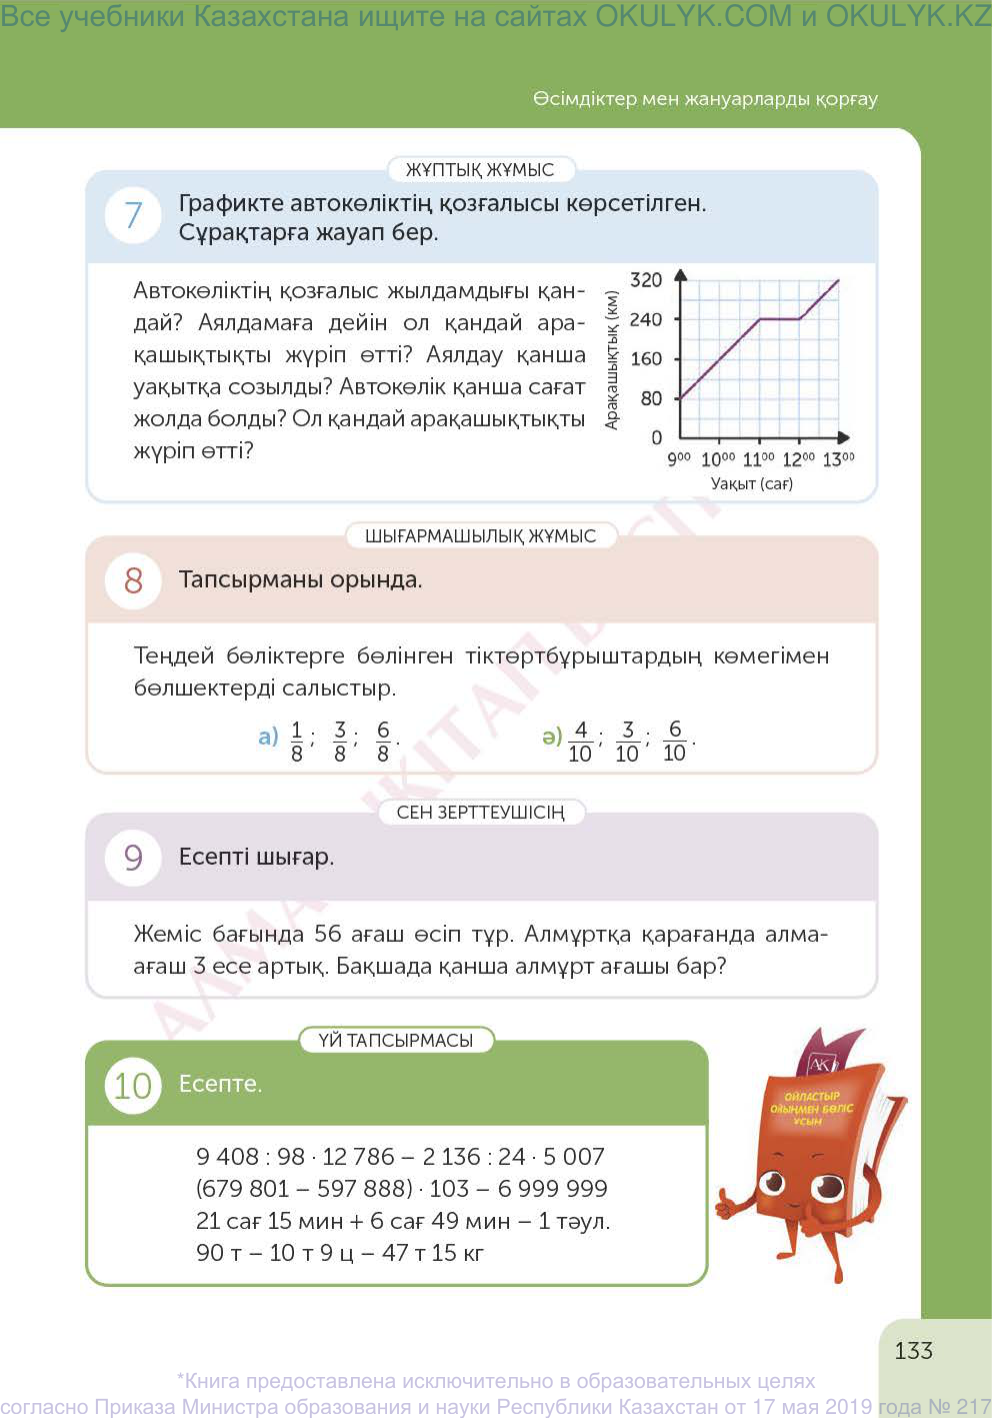 Все учебники Казахстана ищите на сайтах OKULYK.COM и OKULYK.KZ
Өсімдіктер мен жануарларды қорғау
ЖҰПТЫҚ ЖҰМЫС
7
Графикте автокөліктің қозғалысы көрсетілген.
Сұрақтарға жауап бер.
Автокөліктің қозғалыс жылдамдығы қан-
дай? Аялдамаға дейін ол қандай ара-
қашықтықты жүріп өтті? Аялдау қанша
уақытқа созылды? Автокөлік қанша сағат
жолда болды? Ол қандай арақашықтықты
жүріп өтті?
Арақашықтық (км)
320
240
160
80
0
9⁰⁰ 10⁰⁰ 11⁰⁰ 12⁰⁰ 13⁰⁰
Уақыт (сағ)
ШЫҒАРМАШЫЛЫҚ ЖҰМЫС
8
Тапсырманы орында.
Теңдей бөліктерге бөлінген тіктөртбұрыштардың көмегімен
бөлшектерді салыстыр.
а) 1/8; 3/8; 6/8. ә) 4/10; 3/10; 6/10.
СЕН ЗЕРТТЕУШІСІҢ
9
Есепті шығар.
Жеміс бағында 56 ағаш өсіп тұр. Алмұртқа қарағанда алма-
ағаш 3 есе артық. Бақшада қанша алмұрт ағашы бар?
ҮЙ ТАПСЫРМАСЫ
10
Есепте.
9 408 : 98 · 12 786 – 2 136 : 24 · 5 007
(679 801 – 597 888) · 103 – 6 999 999
21 сағ 15 мин + 6 сағ 49 мин – 1 тәул.
90 т – 10 т 9 ц – 47 т 15 кг
АК
ОЙЛАСТЫР
ОЙЫҢМЕН БӨЛІС
ҰСЫН
133
*Книга предоставлена исключительно в образовательных целях
согласно Приказа Министра образования и науки Республики Казахстан от 17 мая 2019 года № 217